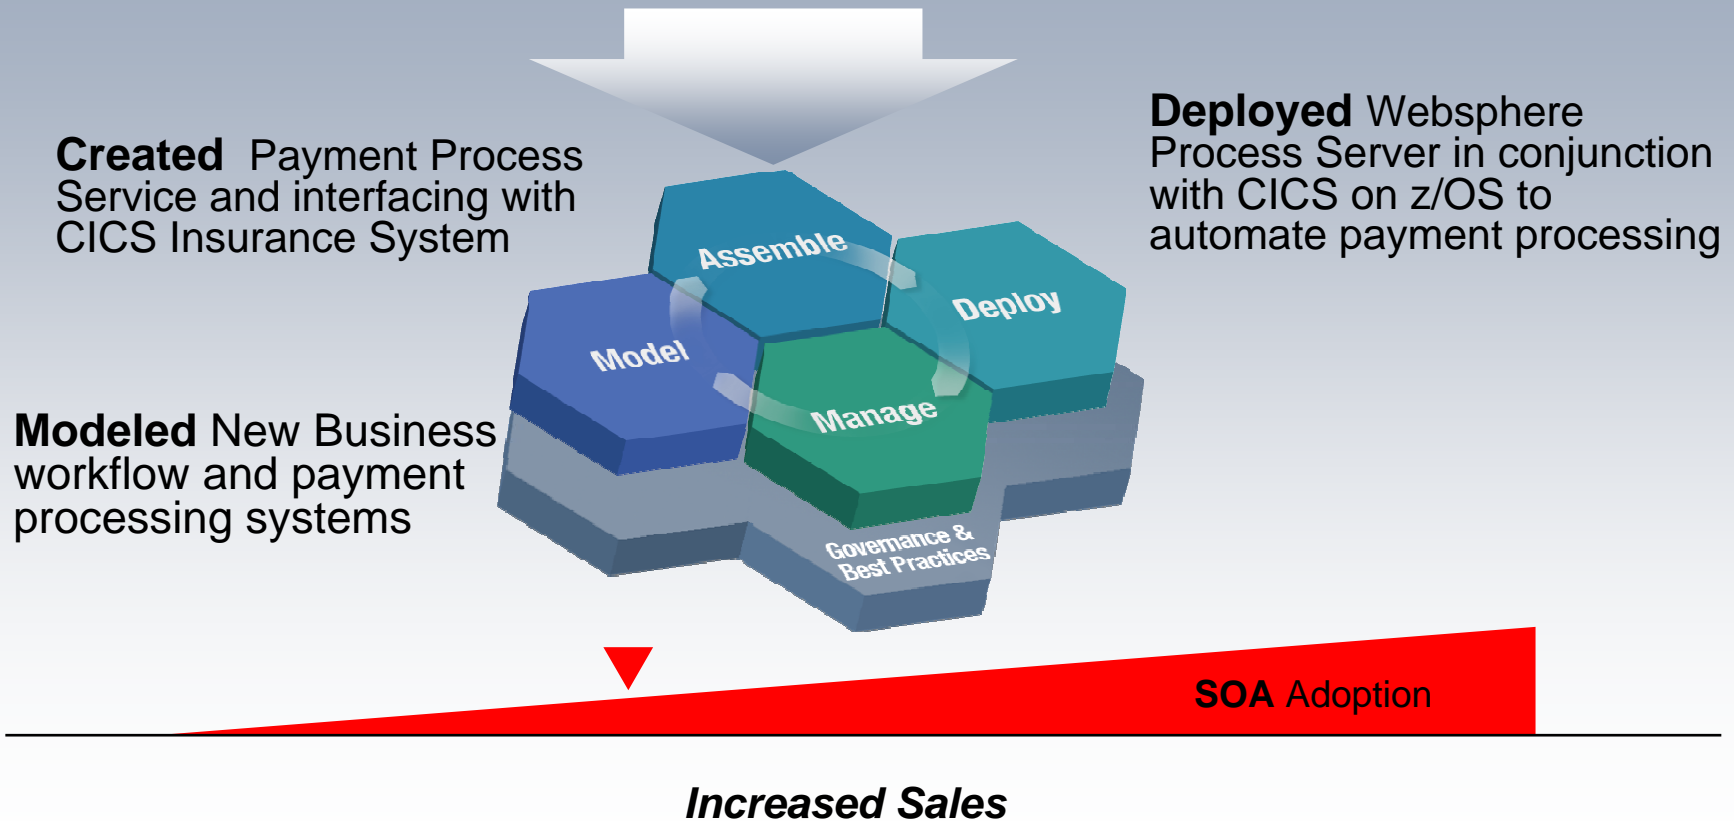 Created Payment Process
Service and interfacing with
CICS Insurance System
Deployed Websphere
Process Server in conjunction
with CICS on z/OS to
automate payment processing
Assemble
Deploy
Model
Manage
Modeled New Business
workflow and payment
processing systems
Governance &
Best Practices
SOA Adoption
Increased Sales